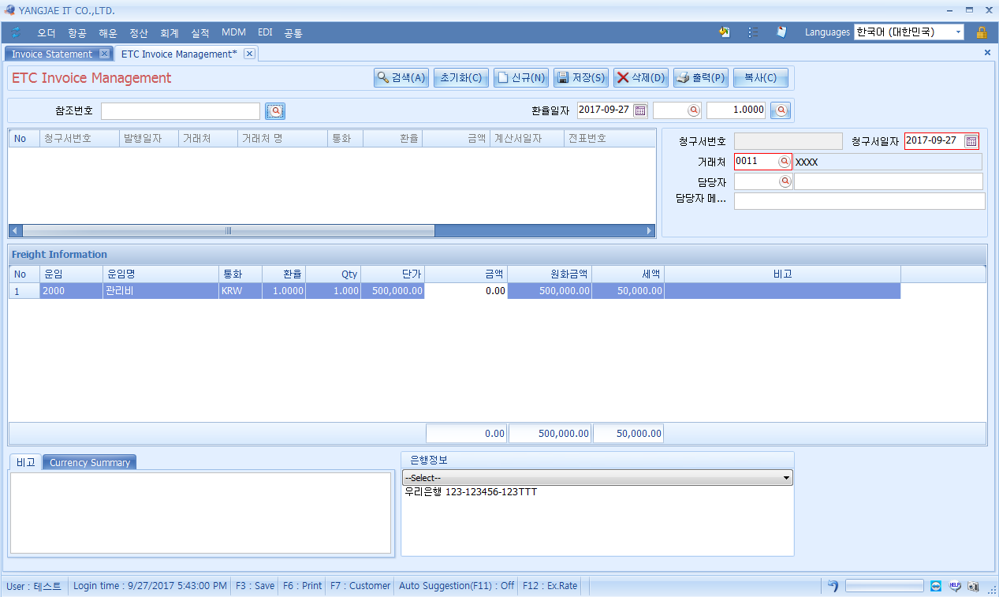 YANGJAE IT CO.,LTD.
오더 항공 해운 정산 회계 실적 MDM EDI 공통 Languages 한국어 (대한민국)
Invoice Statement ETC Invoice Management*
ETC Invoice Management 검색(A) 초기화(C) 신규(N) 저장(S) 삭제(D) 출력(P) 복사(C)
참조번호 환율일자 2017-09-27 1.0000
No 청구서번호 발행일자 거래처 거래처 명 통화 환율 금액 계산서일자 전표번호
청구서번호 청구서일자 2017-09-27
거래처 0011 XXXX
담당자
담당자 메...
Freight Information
No 운임 운임명 통화 환율 Qty 단가 금액 원화금액 세액 비고
1 2000 관리비 KRW 1.0000 1.000 500,000.00 0.00 500,000.00 50,000.00
0.00 500,000.00 50,000.00
비고 Currency Summary
은행정보
--Select--
우리은행 123-123456-123TTT
User : 테스트 Login time : 9/27/2017 5:43:00 PM F3 : Save F6 : Print F7 : Customer Auto Suggestion(F11) : Off F12 : Ex.Rate HELP